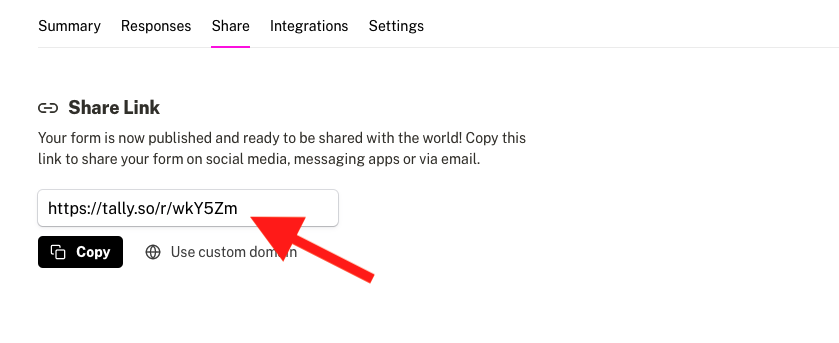 Summary Responses Share Integrations Settings
Share Link
Your form is now published and ready to be shared with the world! Copy this
link to share your form on social media, messaging apps or via email.
https://tally.so/r/wkY5Zm
Copy Use custom domain